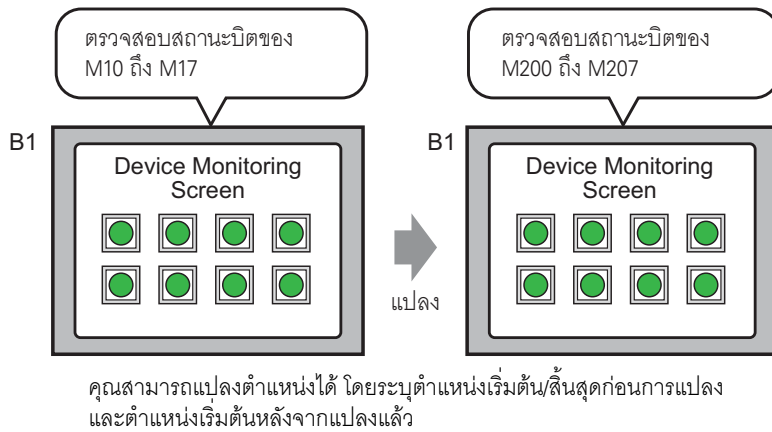 ตรวจสอบสถานะบิตของ
M10 ถึง M17
ตรวจสอบสถานะบิตของ
M200 ถึง M207
B1
Device Monitoring
Screen
แปลง
B1
Device Monitoring
Screen
คุณสามารถแปลงตำแหน่งได้ โดยระบุตำแหน่งเริ่มต้น/สิ้นสุดก่อนการแปลง
และตำแหน่งเริ่มต้นหลังจากแปลงแล้ว